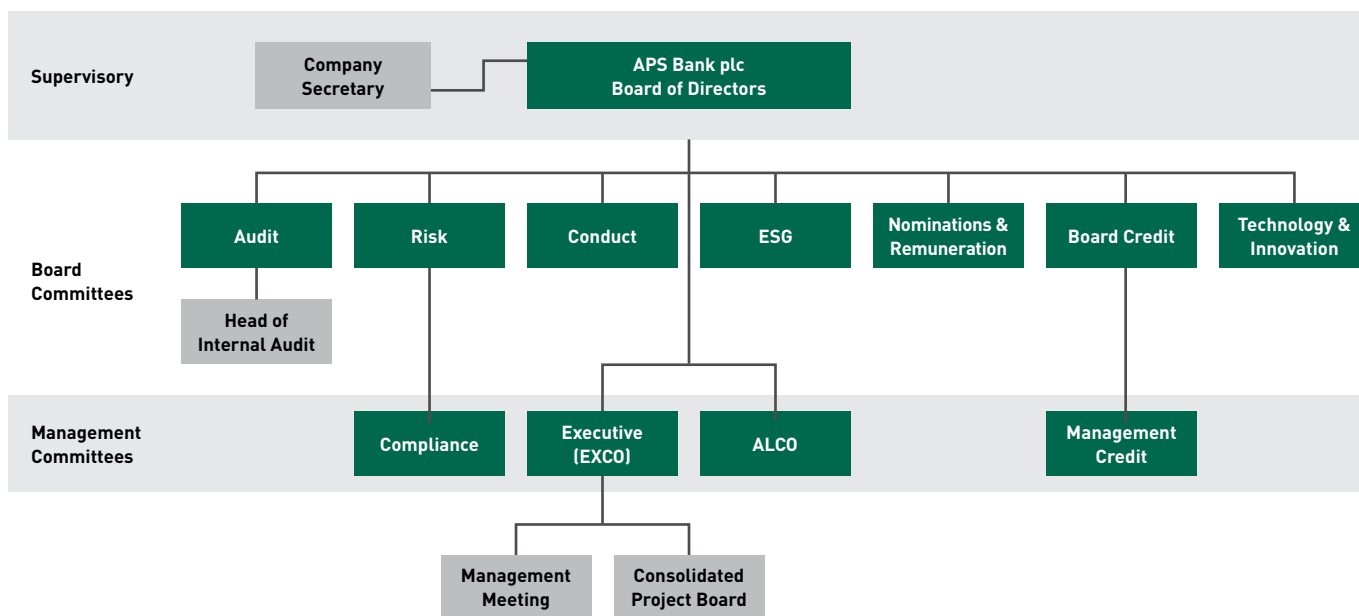 Supervisory
Company
Secretary
APS Bank plc
Board of Directors
Board
Committees
Audit
Risk
Conduct
ESG
Nominations &
Remuneration
Board Credit
Technology &
Innovation
Head of
Internal Audit
Management
Committees
Compliance
Executive
(EXCO)
ALCO
Management
Credit
Management
Meeting
Consolidated
Project Board